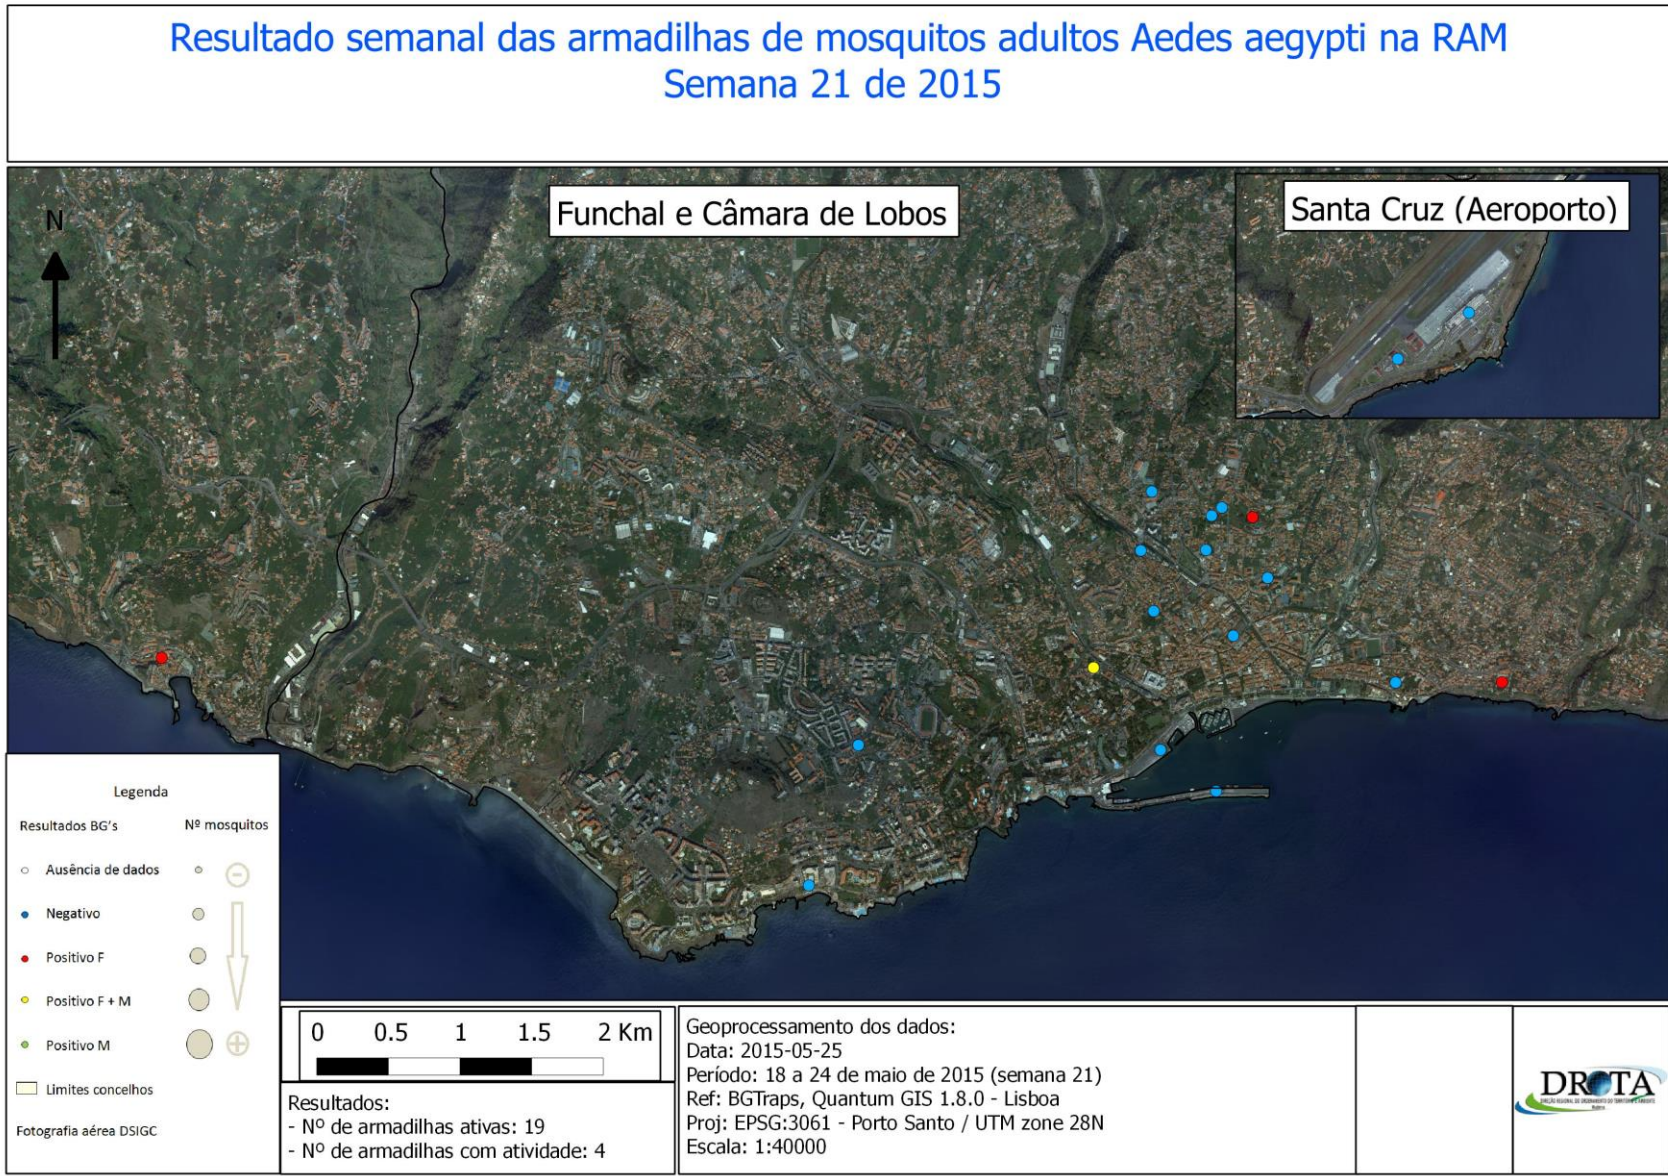 Resultado semanal das armadilhas de mosquitos adultos Aedes aegypti na RAM
Semana 21 de 2015
Funchal e Câmara de Lobos
Santa Cruz (Aeroporto)
N
Legenda
Resultados BG's
Nº mosquitos
Ausência de dados
Negativo
Positivo F
Positivo F + M
Positivo M
Limites concelhos
Fotografia aérea DSIGC
0 0.5 1 1.5 2 Km
Resultados:
- Nº de armadilhas ativas: 19
- Nº de armadilhas com atividade: 4
Geoprocessamento dos dados:
Data: 2015-05-25
Período: 18 a 24 de maio de 2015 (semana 21)
Ref: BGTraps, Quantum GIS 1.8.0 - Lisboa
Proj: EPSG:3061 - Porto Santo / UTM zone 28N
Escala: 1:40000
DROTA